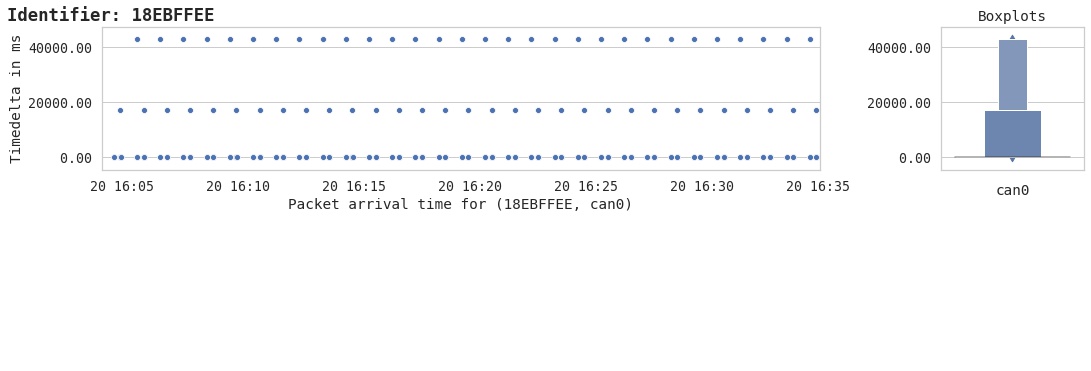 Identifier: 18EBFFEE
Boxplots
Timedelta in ms
40000.00
20000.00
0.00
20 16:05 20 16:10 20 16:15 20 16:20 20 16:25 20 16:30 20 16:35
Packet arrival time for (18EBFFEE, can0)
40000.00
20000.00
0.00
can0